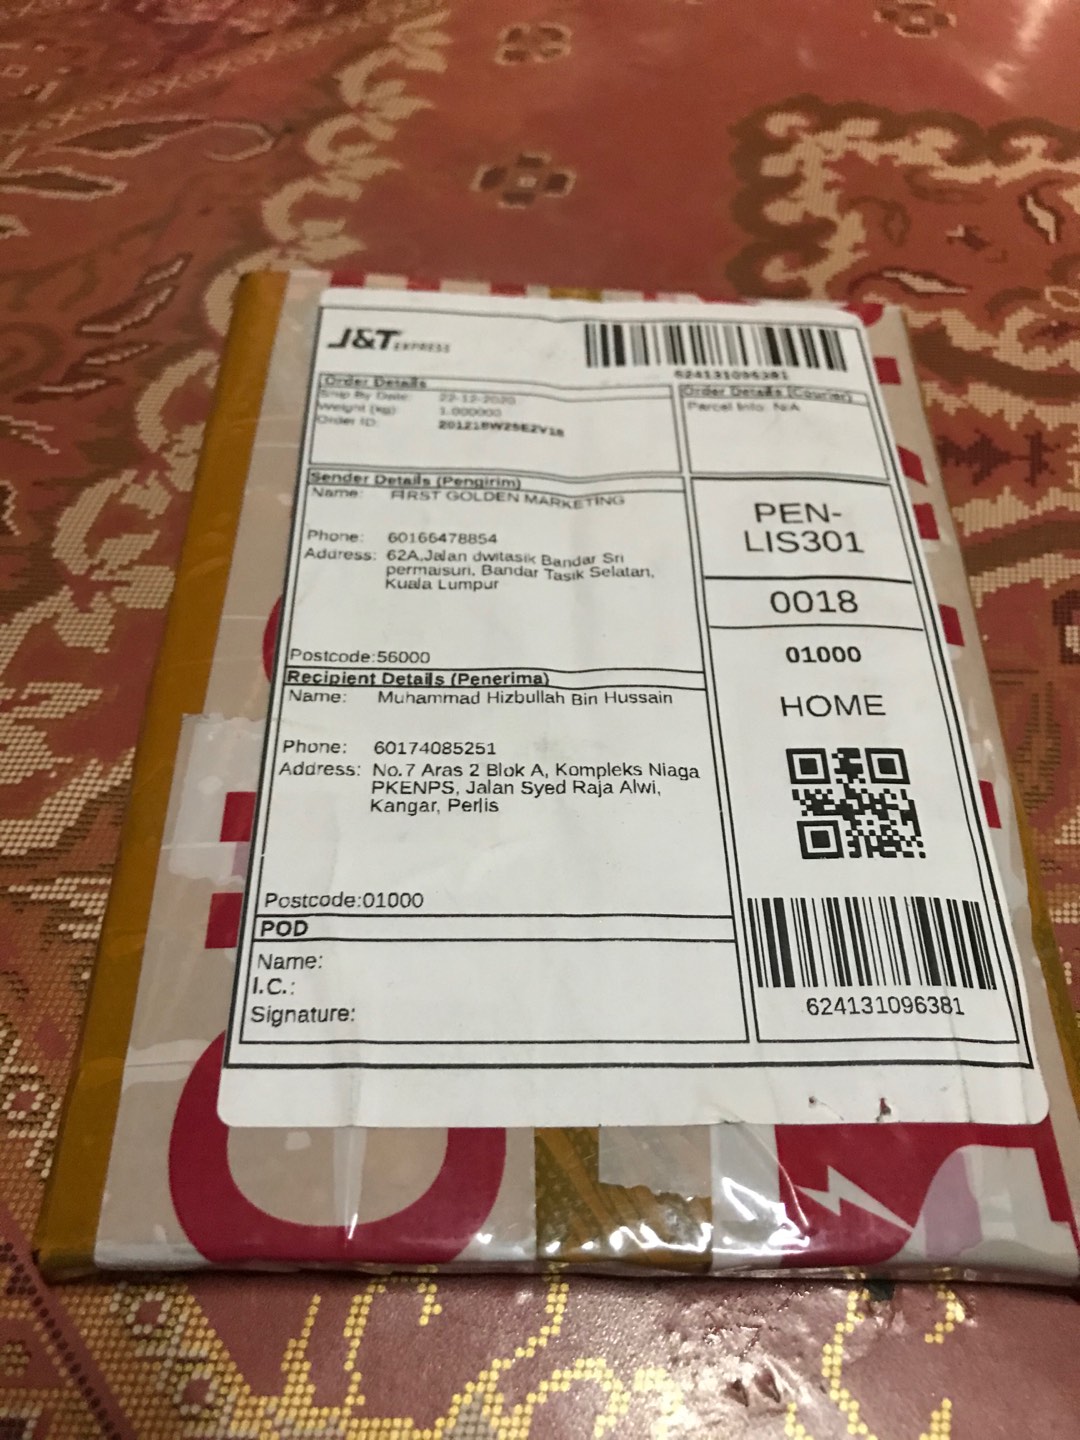 J&T EXPRESS
624131096381
Order Details
Ship By Date: 22-12-2020
Weight (kg) 1.000000
Order ID:
Order Details (Courier)
Parcel Info: N/A
Sender Details (Pengirim)
Name: FIRST GOLDEN MARKETING
Phone: 60166478854
Address: 62A,Jalan dwitasik Bandar Sri
permaisuri, Bandar Tasik Selatan,
Kuala Lumpur
Postcode:56000
Recipient Details (Penerima)
Name: Muhammad Hizbullah Bin Hussain
Phone: 60174085251
Address: No.7 Aras 2 Blok A, Kompleks Niaga
PKENPS, Jalan Syed Raja Alwi,
Kangar, Perlis
Postcode:01000
POD
Name:
I.C.:
Signature:
PEN-
LIS301
0018
01000
HOME
624131096381